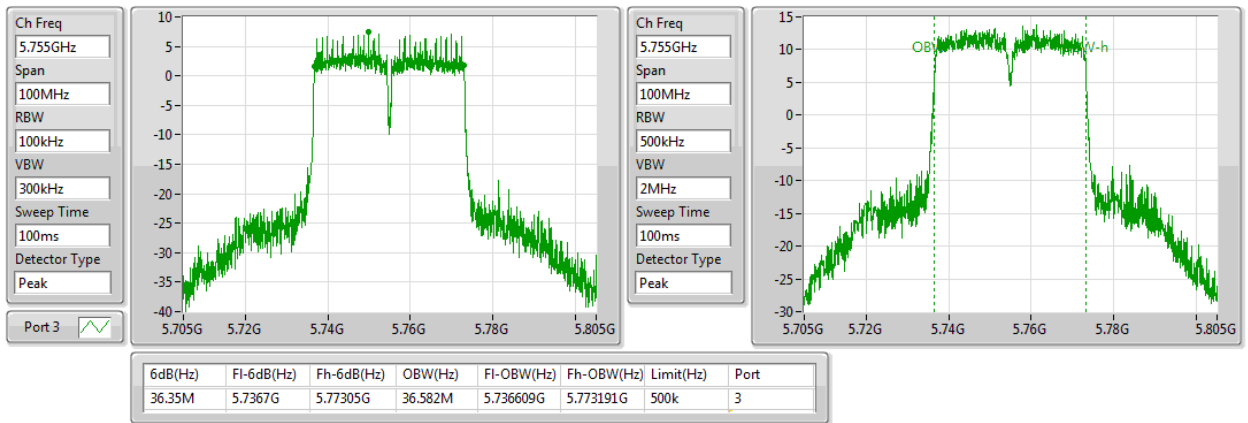 Ch Freq
5.755GHz
Span
100MHz
RBW
100kHz
VBW
300kHz
Sweep Time
100ms
Detector Type
Peak
Port 3
10
5
0
-5
-10
-15
-20
-25
-30
-35
-40
5.705G 5.72G 5.74G 5.76G 5.78G 5.805G
Ch Freq
5.755GHz
Span
100MHz
RBW
500kHz
VBW
2MHz
Sweep Time
100ms
Detector Type
Peak
15
10
5
0
-5
-10
-15
-20
-25
-30
5.705G 5.72G 5.74G 5.76G 5.78G 5.805G
6dB(Hz) Fl-6dB(Hz) Fh-6dB(Hz) OBW(Hz) Fl-OBW(Hz) Fh-OBW(Hz) Limit(Hz) Port
36.35M 5.7367G 5.77305G 36.582M 5.736609G 5.773191G 500k 3